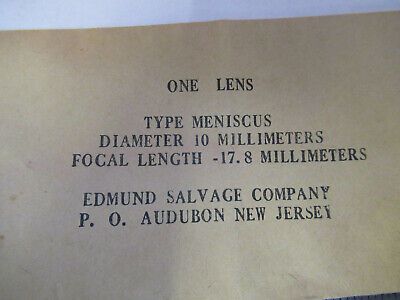 ONE LENS
TYPE MENISCUS
DIAMETER 10 MILLIMETERS
FOCAL LENGTH -17.8 MILLIMETERS
EDMUND SALVAGE COMPANY
P. O. AUDUBON NEW JERSEY